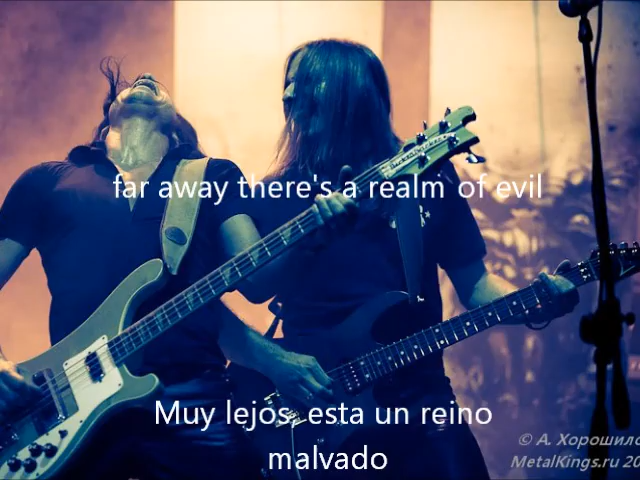 far away there's a realm of evil
Muy lejos, esta un reino
malvado
© А. Хорошило
MetalKings.ru 20